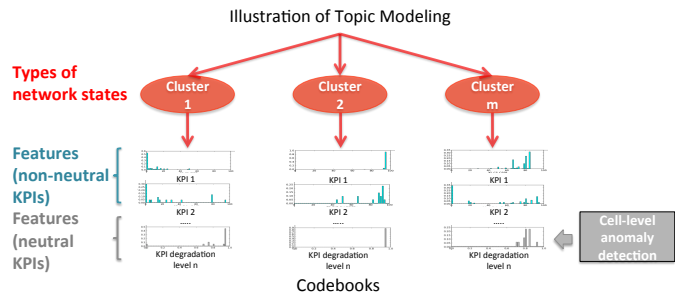 Illustration of Topic Modeling
Types of
network states
Cluster
1
Cluster
2
Cluster
m
Features
(non-neutral
KPIs)
KPI 1
KPI 1
KPI 1
KPI 2
KPI 2
KPI 2
.....
.....
.....
Features
(neutral
KPIs)
KPI degradation
level n
KPI degradation
level n
KPI degradation
level n
Cell-level
anomaly
detection
Codebooks